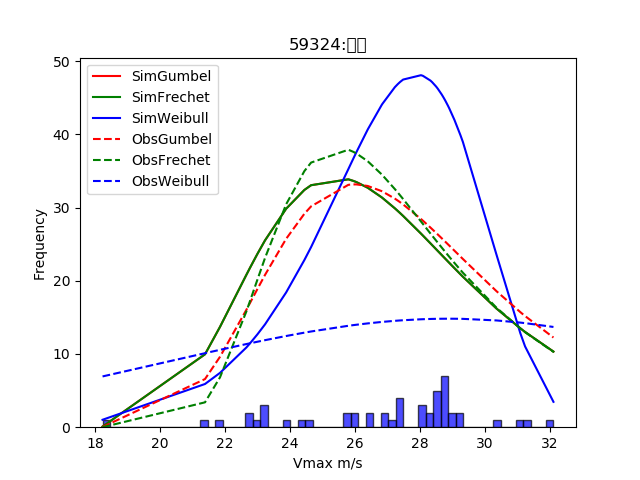 59324:
50
40
30
20
10
0
Frequency
SimGumbel
SimFrechet
SimWeibull
ObsGumbel
ObsFrechet
ObsWeibull
18 20 22 24 26 28 30 32
Vmax m/s